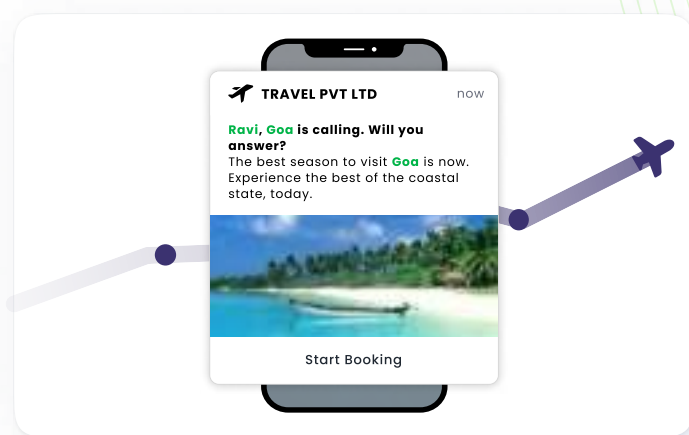 TRAVEL PVT LTD now
Ravi, Goa is calling. Will you
answer?
The best season to visit Goa is now.
Experience the best of the coastal
state, today.
Start Booking